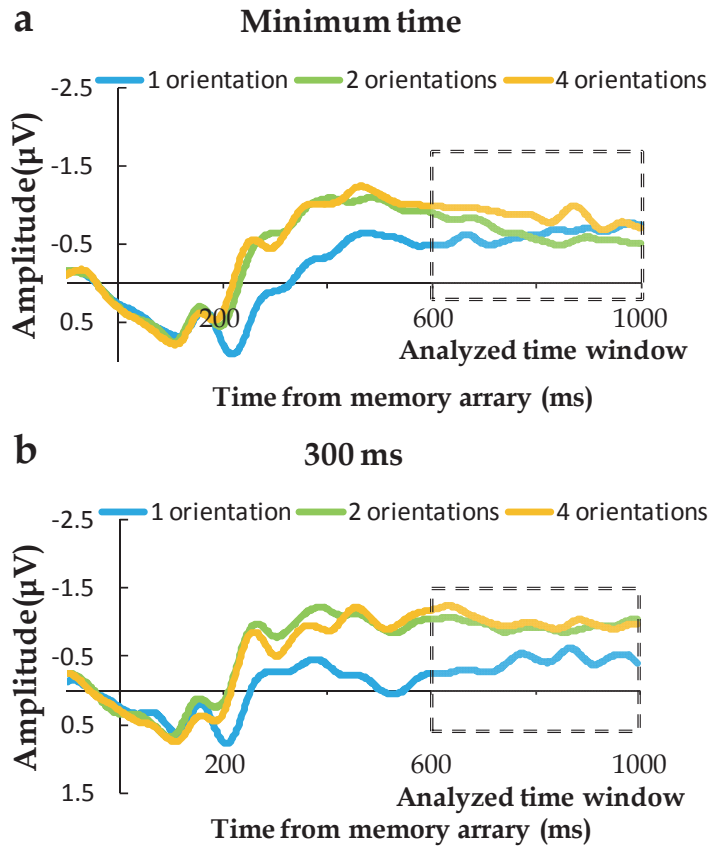 a
Minimum time
1 orientation 2 orientations 4 orientations
-2.5
-1.5
-0.5
0.5
Amplitude(µV)
200 600 1000
Analyzed time window
Time from memory arrary (ms)
b
300 ms
1 orientation 2 orientations 4 orientations
-2.5
-1.5
-0.5
0.5
1.5
Amplitude(µV)
200 600 1000
Analyzed time window
Time from memory arrary (ms)